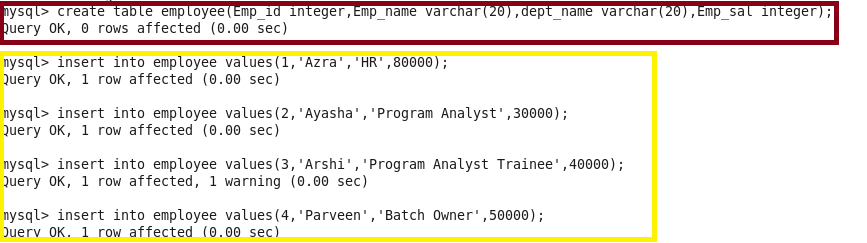 mysql> create table employee(Emp_id integer,Emp_name varchar(20),dept_name varchar(20),Emp_sal integer);
Query OK, 0 rows affected (0.00 sec)
mysql> insert into employee values(1,'Azra','HR',80000);
Query OK, 1 row affected (0.00 sec)
mysql> insert into employee values(2,'Ayasha','Program Analyst',30000);
Query OK, 1 row affected (0.00 sec)
mysql> insert into employee values(3,'Arshi','Program Analyst Trainee',40000);
Query OK, 1 row affected, 1 warning (0.00 sec)
mysql> insert into employee values(4,'Parveen','Batch Owner',50000);
Query OK, 1 row affected (0.00 sec)